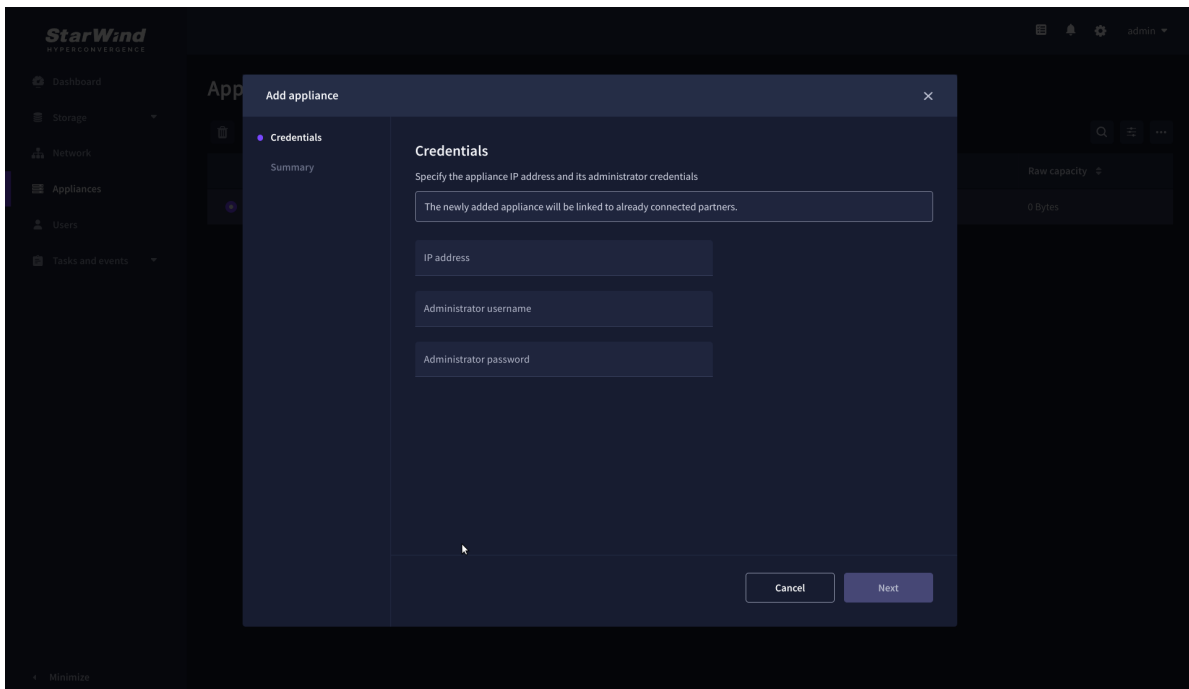 StarWind
HYPERCONVERGENCE
admin
Dashboard
Storage
Network
Appliances
Users
Tasks and events
Minimize
App
Raw capacity
0 Bytes
Add appliance
Credentials
Summary
Credentials
Specify the appliance IP address and its administrator credentials
The newly added appliance will be linked to already connected partners.
IP address
Administrator username
Administrator password
Cancel
Next